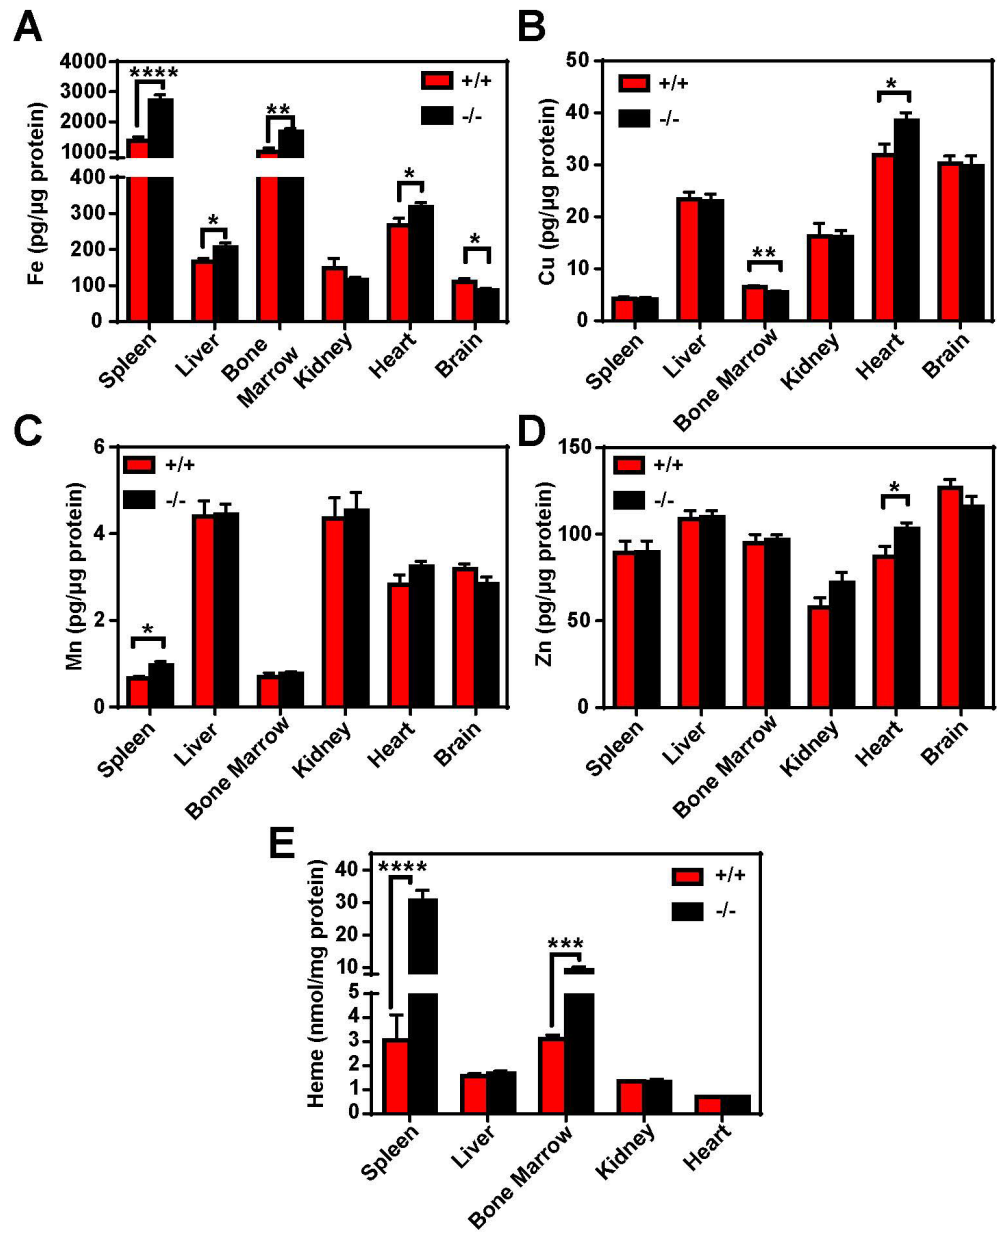 A
Fe (pg/µg protein)
4000
3000
2000
1000
400
300
200
100
0
****
*
**
*
*
+/+
-/-
Spleen
Liver
Bone
Marrow
Kidney
Heart
Brain
B
Cu (pg/µg protein)
50
40
30
20
10
0
+/+
-/-
**
*
Spleen
Liver
Bone Marrow
Kidney
Heart
Brain
C
Mn (pg/µg protein)
6
4
2
0
+/+
-/-
*
Spleen
Liver
Bone Marrow
Kidney
Heart
Brain
D
Zn (pg/µg protein)
150
100
50
0
+/+
-/-
*
Spleen
Liver
Bone Marrow
Kidney
Heart
Brain
E
Heme (nmol/mg protein)
40
30
20
10
5
4
3
2
1
0
****
***
+/+
-/-
Spleen
Liver
Bone Marrow
Kidney
Heart